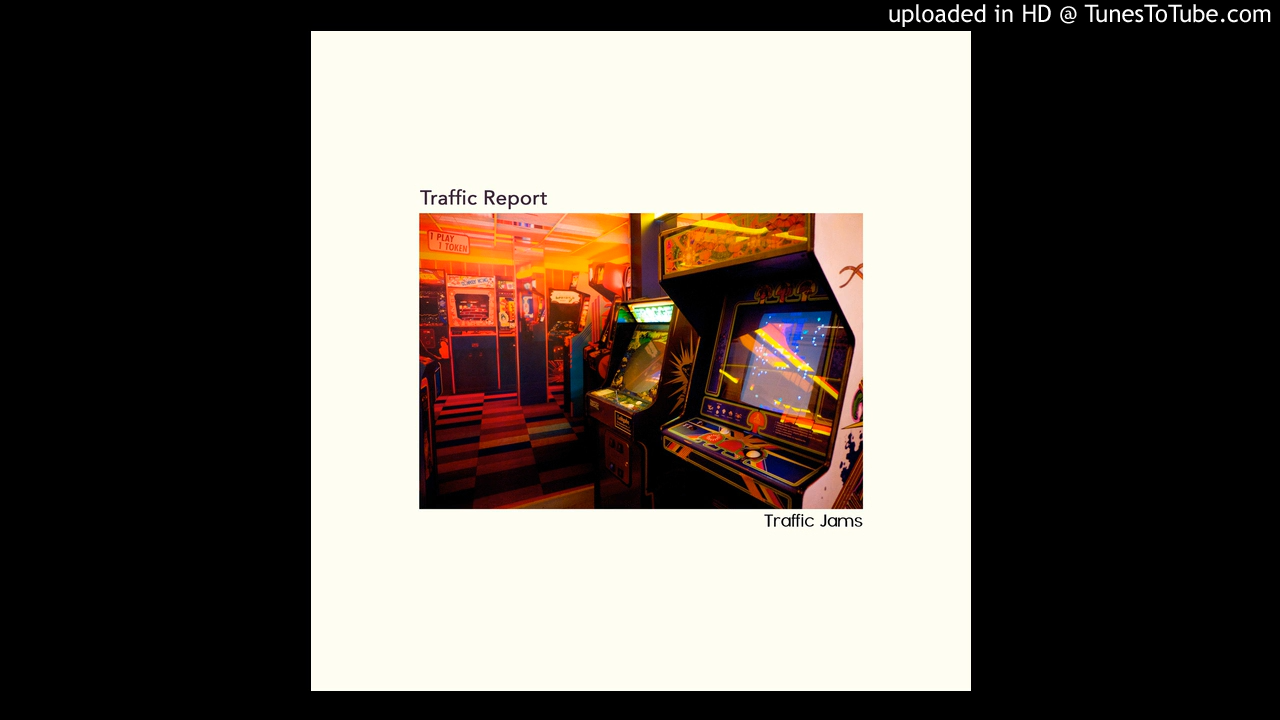 uploaded in HD @ TunesToTube.com
Traffic Report
1 PLAY
1 TOKEN
Traffic Jams